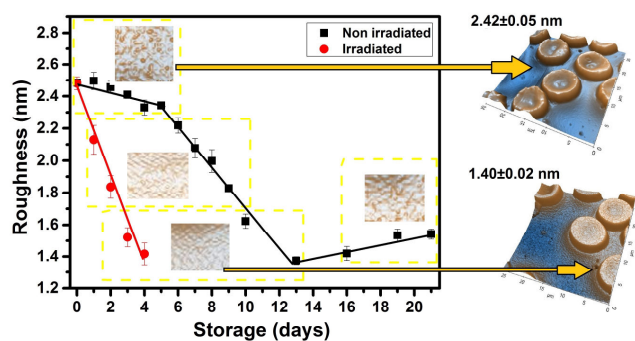 2.8
2.6
2.4
2.2
2.0
1.8
1.6
1.4
1.2
Roughness (nm)
0 2 4 6 8 10 12 14 16 18 20
Storage (days)
Non irradiated
Irradiated
2.42±0.05 nm
1.40±0.02 nm